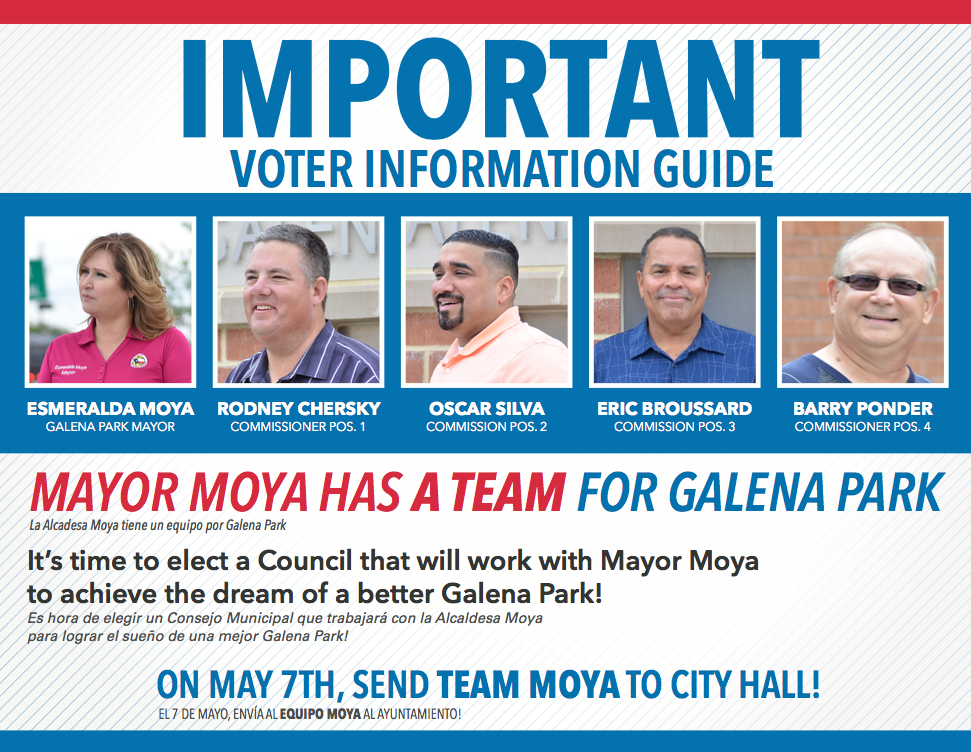 IMPORTANT
VOTER INFORMATION GUIDE
Esmeralda Moya
Mayor
ESMERALDA MOYA
GALENA PARK MAYOR
RODNEY CHERSKY
COMMISSIONER POS. 1
OSCAR SILVA
COMMISSION POS. 2
ERIC BROUSSARD
COMMISSION POS. 3
BARRY PONDER
COMMISSIONER POS. 4
MAYOR MOYA HAS A TEAM FOR GALENA PARK
La Alcadesa Moya tiene un equipo por Galena Park
It's time to elect a Council that will work with Mayor Moya
to achieve the dream of a better Galena Park!
Es hora de elegir un Consejo Municipal que trabajará con la Alcaldesa Moya
para lograr el sueño de una mejor Galena Park!
ON MAY 7TH, SEND TEAM MOYA TO CITY HALL!
EL 7 DE MAYO, ENVÍA AL EQUIPO MOYA AL AYUNTAMIENTO!